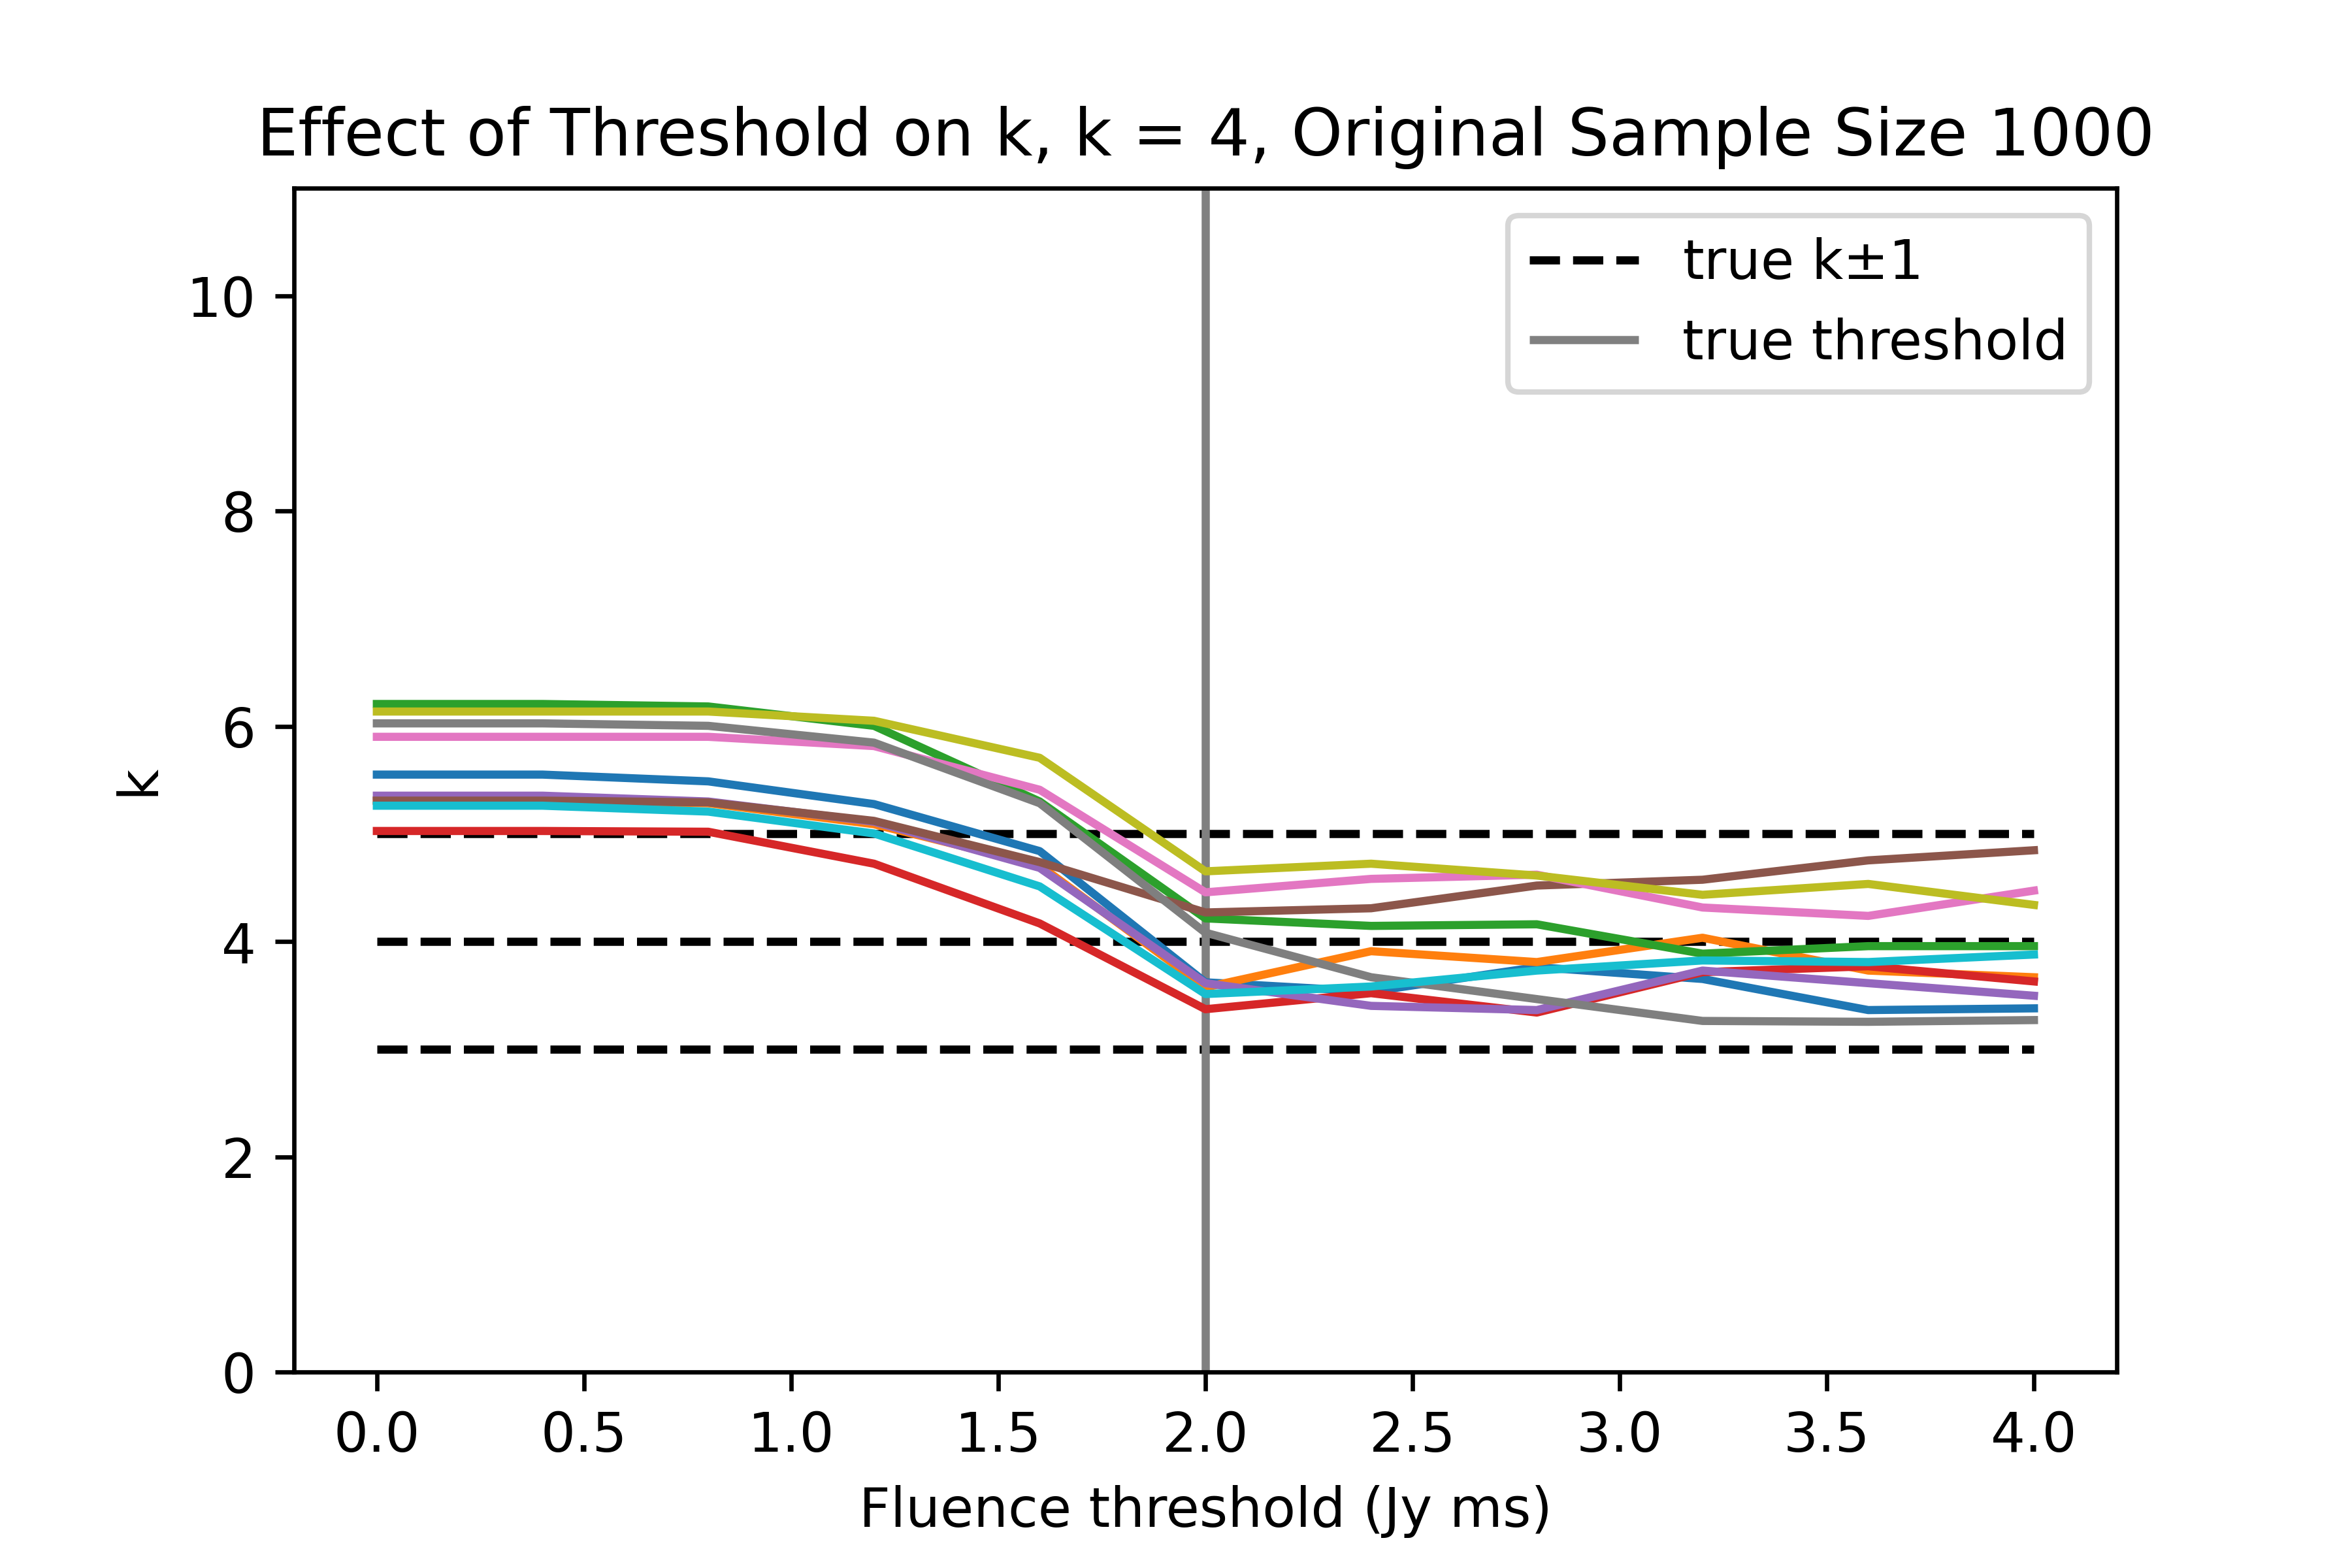 Effect of Threshold on k, k = 4, Original Sample Size 1000
true k±1
true threshold
10
8
6
4
2
0
k
0.0 0.5 1.0 1.5 2.0 2.5 3.0 3.5 4.0
Fluence threshold (Jy ms)